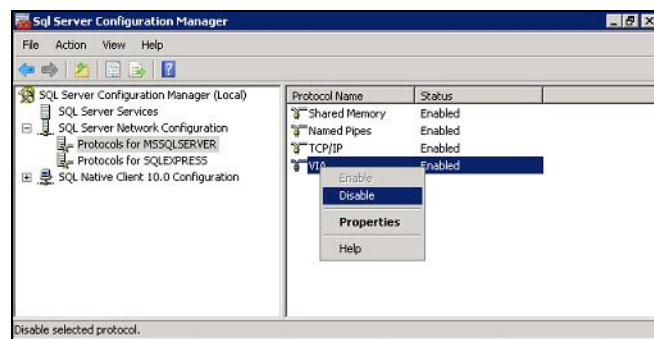 Sql Server Configuration Manager
File Action View Help
SQL Server Configuration Manager (Local)
SQL Server Services
SQL Server Network Configuration
Protocols for MSSQLSERVER
Protocols for SQLEXPRESS
SQL Native Client 10.0 Configuration
Protocol Name Status
Shared Memory Enabled
Named Pipes Enabled
TCP/IP Enabled
VIA Enabled
Enable
Disable
Properties
Help
Disable selected protocol.